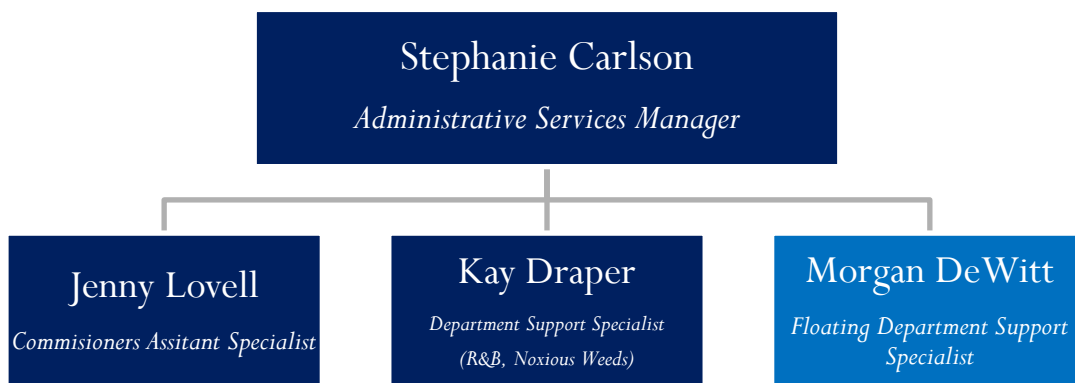 Stephanie Carlson
Administrative Services Manager
Jenny Lovell
Commisioners Assitant Specialist
Kay Draper
Department Support Specialist
(R&B, Noxious Weeds)
Morgan DeWitt
Floating Department Support
Specialist